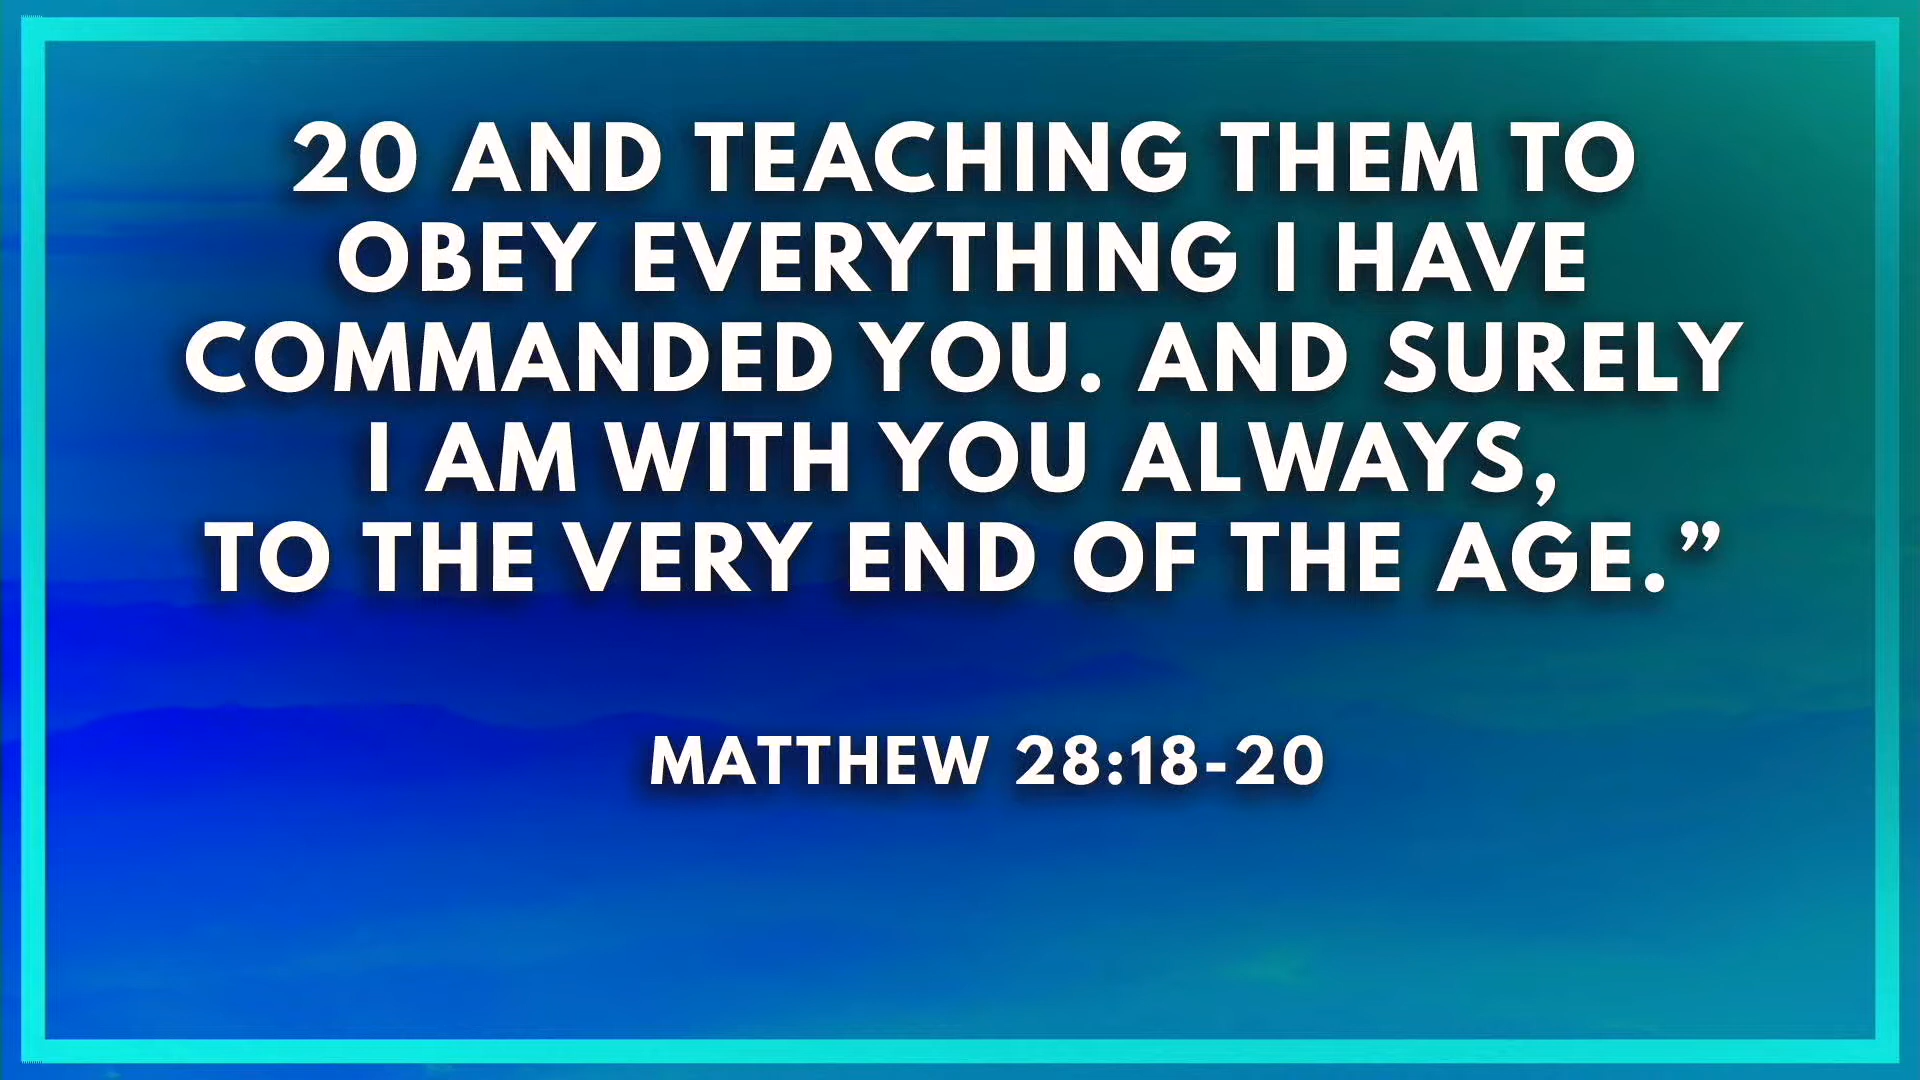 20 AND TEACHING THEM TO
OBEY EVERYTHING I HAVE
COMMANDED YOU. AND SURELY
I AM WITH YOU ALWAYS,
TO THE VERY END OF THE AGE.”
MATTHEW 28:18-20